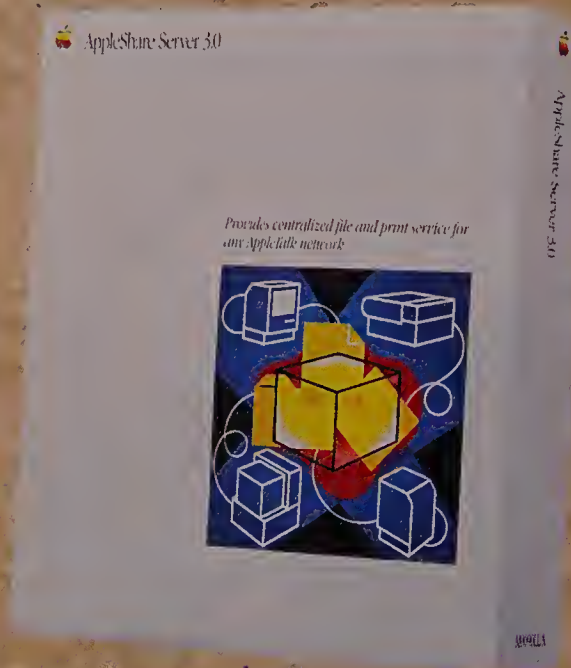 AppleShare Server 3.0
Provides centralized file and print service for
any AppleTalk network
AppleShare Server 3.0